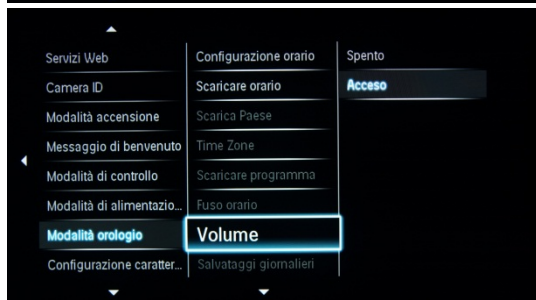 Servizi Web
Camera ID
Modalità accensione
Messaggio di benvenuto
Modalità di controllo
Modalità di alimentazio...
Modalità orologio
Configurazione caratter...
Configurazione orario
Scaricare orario
Scarica Paese
Time Zone
Scaricare programma
Fuso orario
Volume
Salvataggi giornalieri
Spento
Acceso